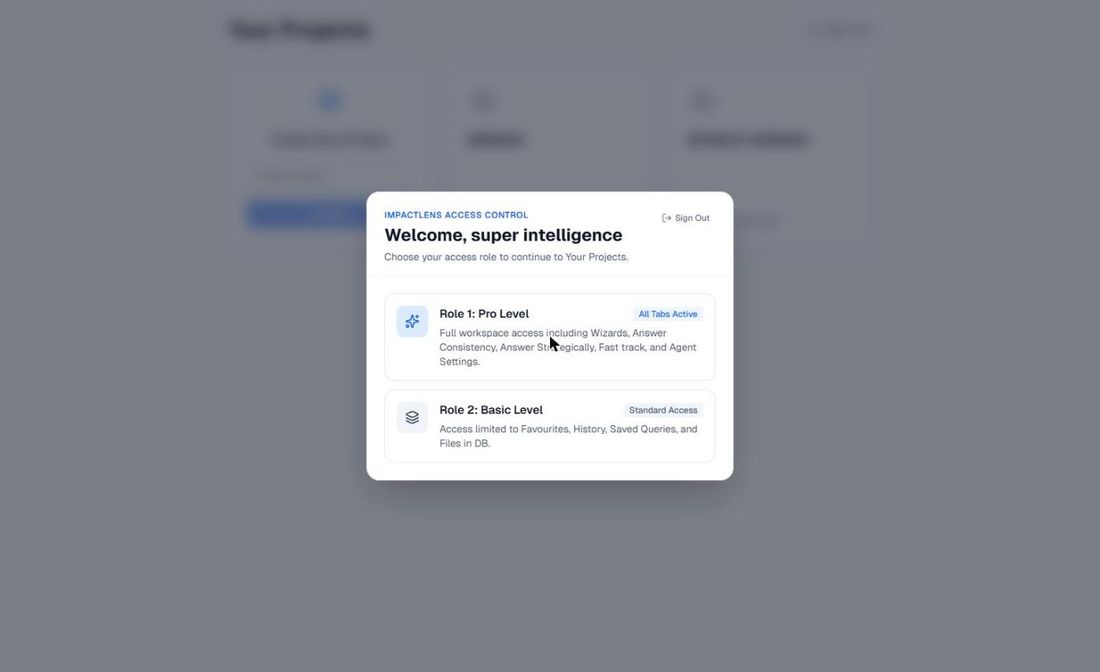 Your Projects
IMPACTLENS ACCESS CONTROL
Sign Out
Welcome, super intelligence
Choose your access role to continue to Your Projects.
Role 1: Pro Level
All Tabs Active
Full workspace access including Wizards, Answer
Consistency, Answer Strategically, Fast track, and Agent
Settings.
Role 2: Basic Level
Standard Access
Access limited to Favourites, History, Saved Queries, and
Files in DB.